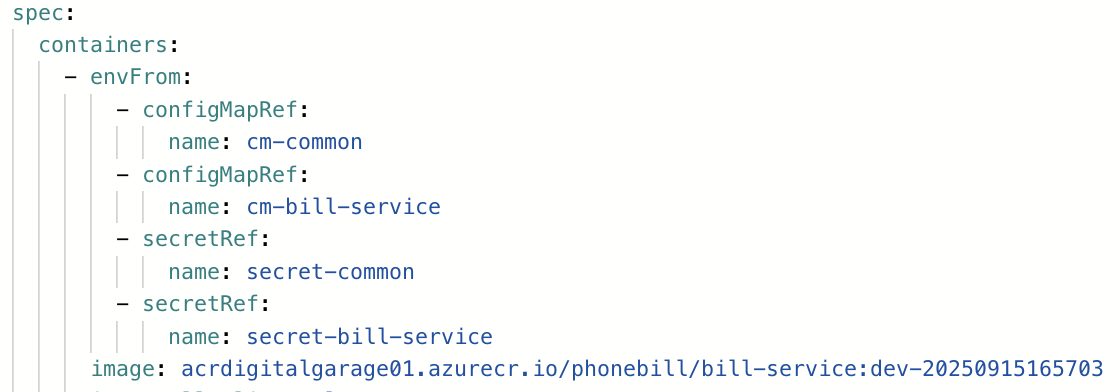 spec:
containers:
- envFrom:
- configMapRef:
name: cm-common
- configMapRef:
name: cm-bill-service
- secretRef:
name: secret-common
- secretRef:
name: secret-bill-service
image: acrdigitalgarage01.azurecr.io/phonebill/bill-service:dev-20250915165703